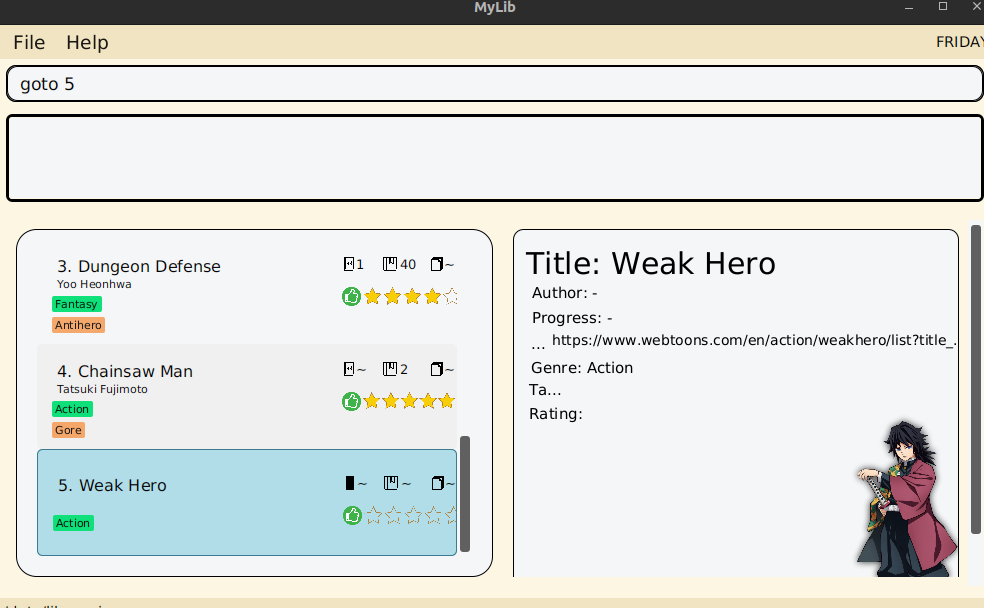 MyLib
File Help FRIDAY
goto 5
3. Dungeon Defense 1 40 ~
Yoo Heonhwa
Fantasy
Antihero
4. Chainsaw Man ~ 2 ~
Tatsuki Fujimoto
Action
Gore
5. Weak Hero ~ ~ ~
Action
Title: Weak Hero
Author: -
Progress: -
... https://www.webtoons.com/en/action/weakhero/list?title_.
Genre: Action
Ta...
Rating: